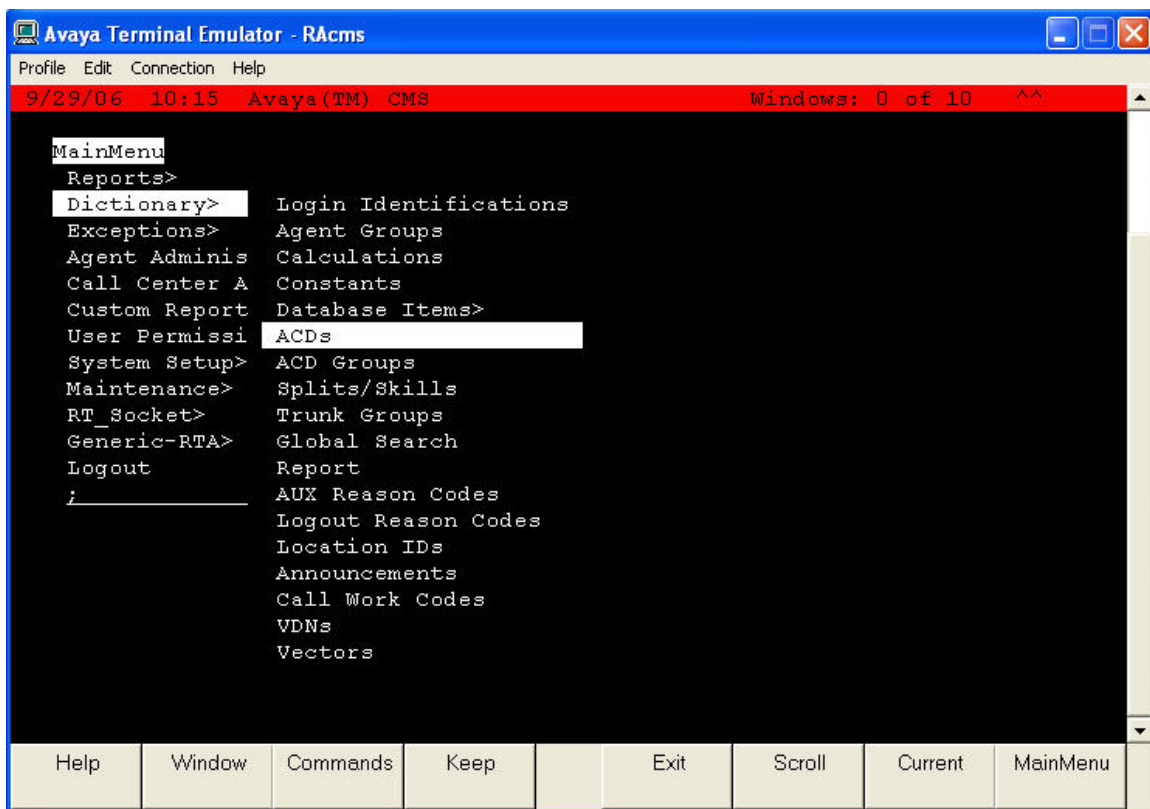 Avaya Terminal Emulator - RAcms
Profile Edit Connection Help
9/29/06 10:15 Avaya(TM) CMS Windows: 0 of 10 ^^
MainMenu
Reports>
Dictionary> Login Identifications
Exceptions> Agent Groups
Agent Adminis Calculations
Call Center A Constants
Custom Report Database Items>
User Permissi ACDs
System Setup> ACD Groups
Maintenance> Splits/Skills
RT_Socket> Trunk Groups
Generic-RTA> Global Search
Logout Report
; AUX Reason Codes
Logout Reason Codes
Location IDs
Announcements
Call Work Codes
VDNs
Vectors
Help Window Commands Keep Exit Scroll Current MainMenu